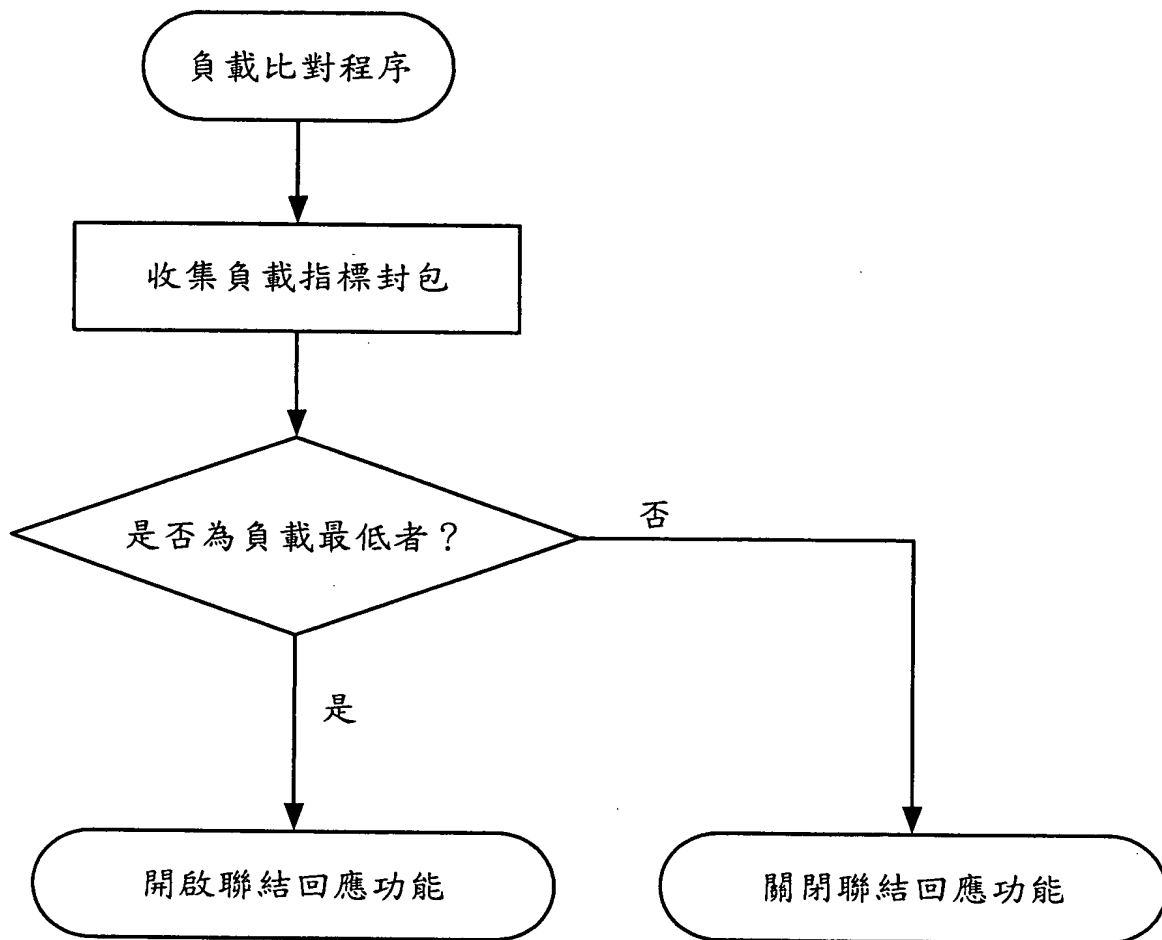 負載比對程序
收集負載指標封包
是否為負載最低者？
否
是
開啟聯結回應功能
關閉聯結回應功能